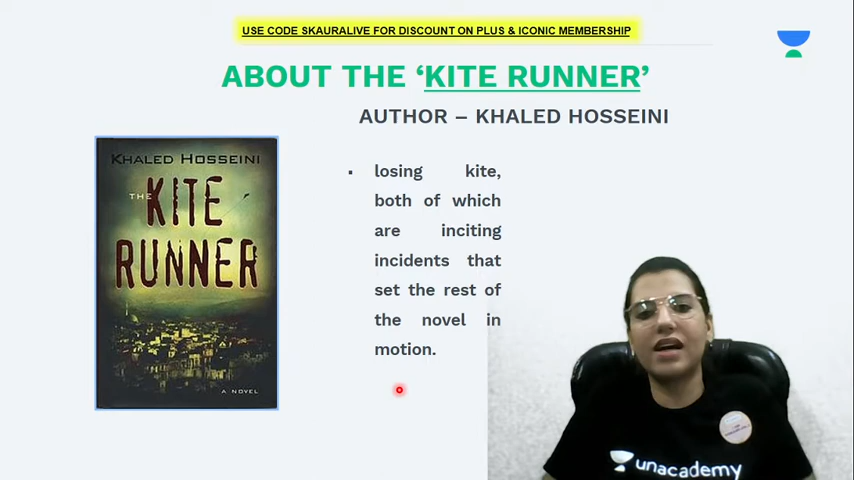 USE CODE SKAURALIVE FOR DISCOUNT ON PLUS & ICONIC MEMBERSHIP
ABOUT THE ‘KITE RUNNER’
AUTHOR – KHALED HOSSEINI
KHALED HOSSEINI
THE KITE
RUNNER
A NOVEL
▪ losing kite,
both of which
are inciting
incidents that
set the rest of
the novel in
motion.
unacademy